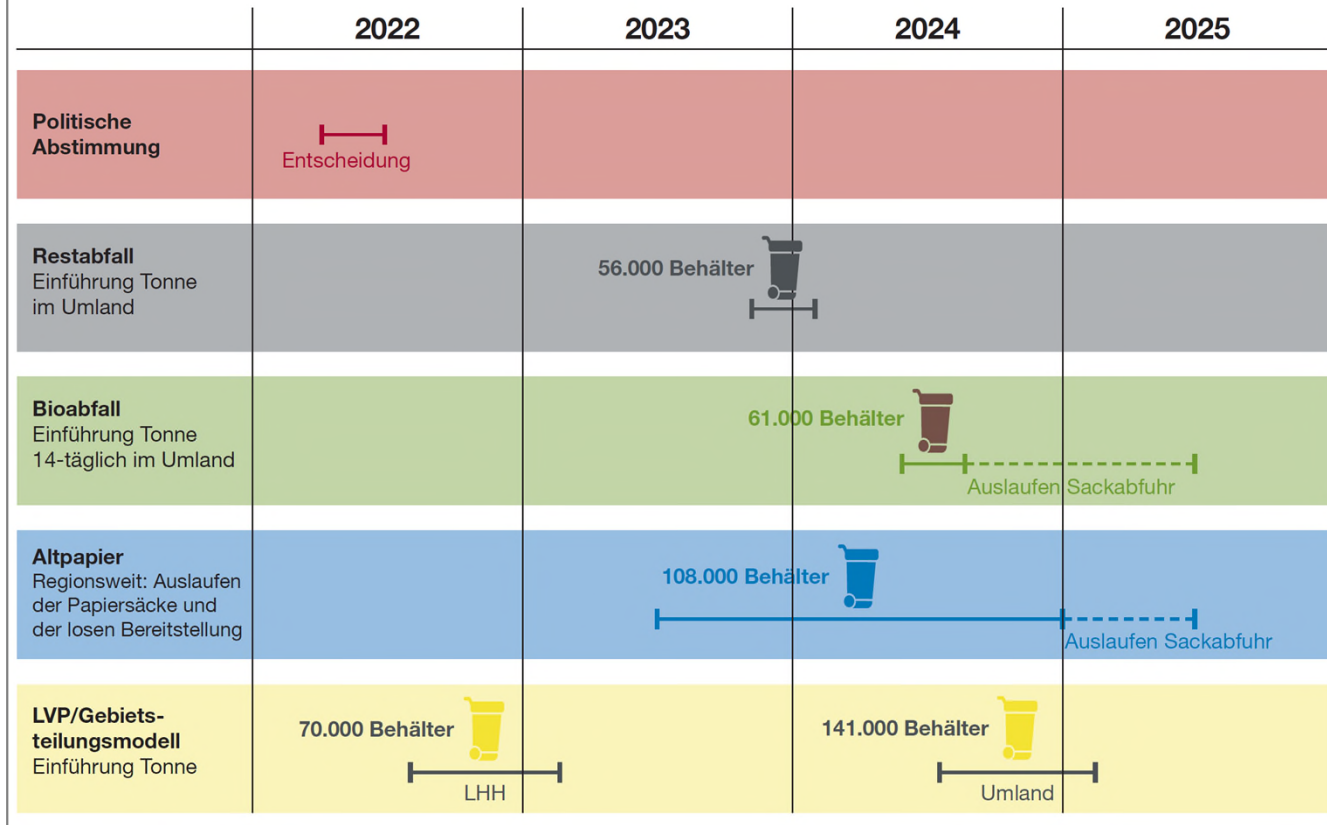 2022 2023 2024 2025
Politische
Abstimmung
Entscheidung
Restabfall
Einführung Tonne
im Umland
56.000 Behälter
Bioabfall
Einführung Tonne
14-täglich im Umland
61.000 Behälter
Auslaufen Sackabfuhr
Altpapier
Regionsweit: Auslaufen
der Papiersäcke und
der losen Bereitstellung
108.000 Behälter
Auslaufen Sackabfuhr
LVP/Gebiets-
teilungsmodell
Einführung Tonne
70.000 Behälter
LHH
141.000 Behälter
Umland